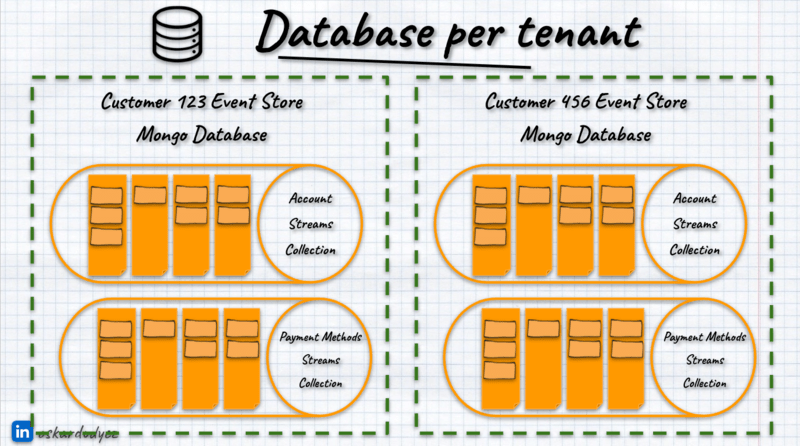 Database per tenant
Customer 123 Event Store
Mongo Database
Account
Streams
Collection
Payment Methods
Streams
Collection
Customer 456 Event Store
Mongo Database
Account
Streams
Collection
Payment Methods
Streams
Collection
in oskardudycz